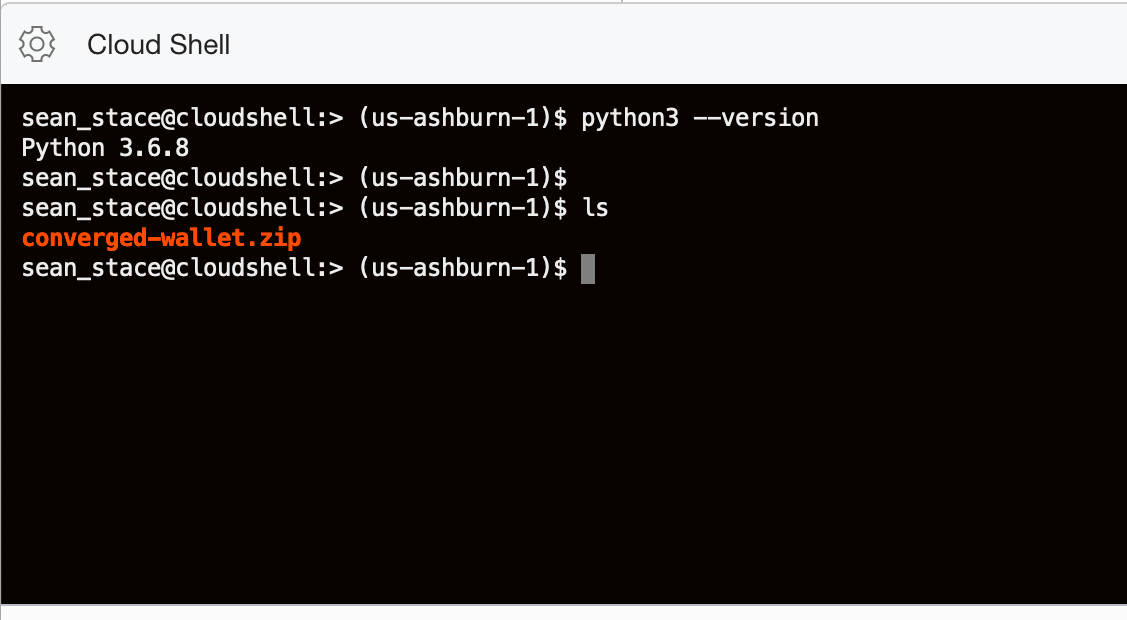 Cloud Shell
sean_stace@cloudshell:> (us-ashburn-1)$ python3 --version
Python 3.6.8
sean_stace@cloudshell:> (us-ashburn-1)$
sean_stace@cloudshell:> (us-ashburn-1)$ ls
converged-wallet.zip
sean_stace@cloudshell:> (us-ashburn-1)$